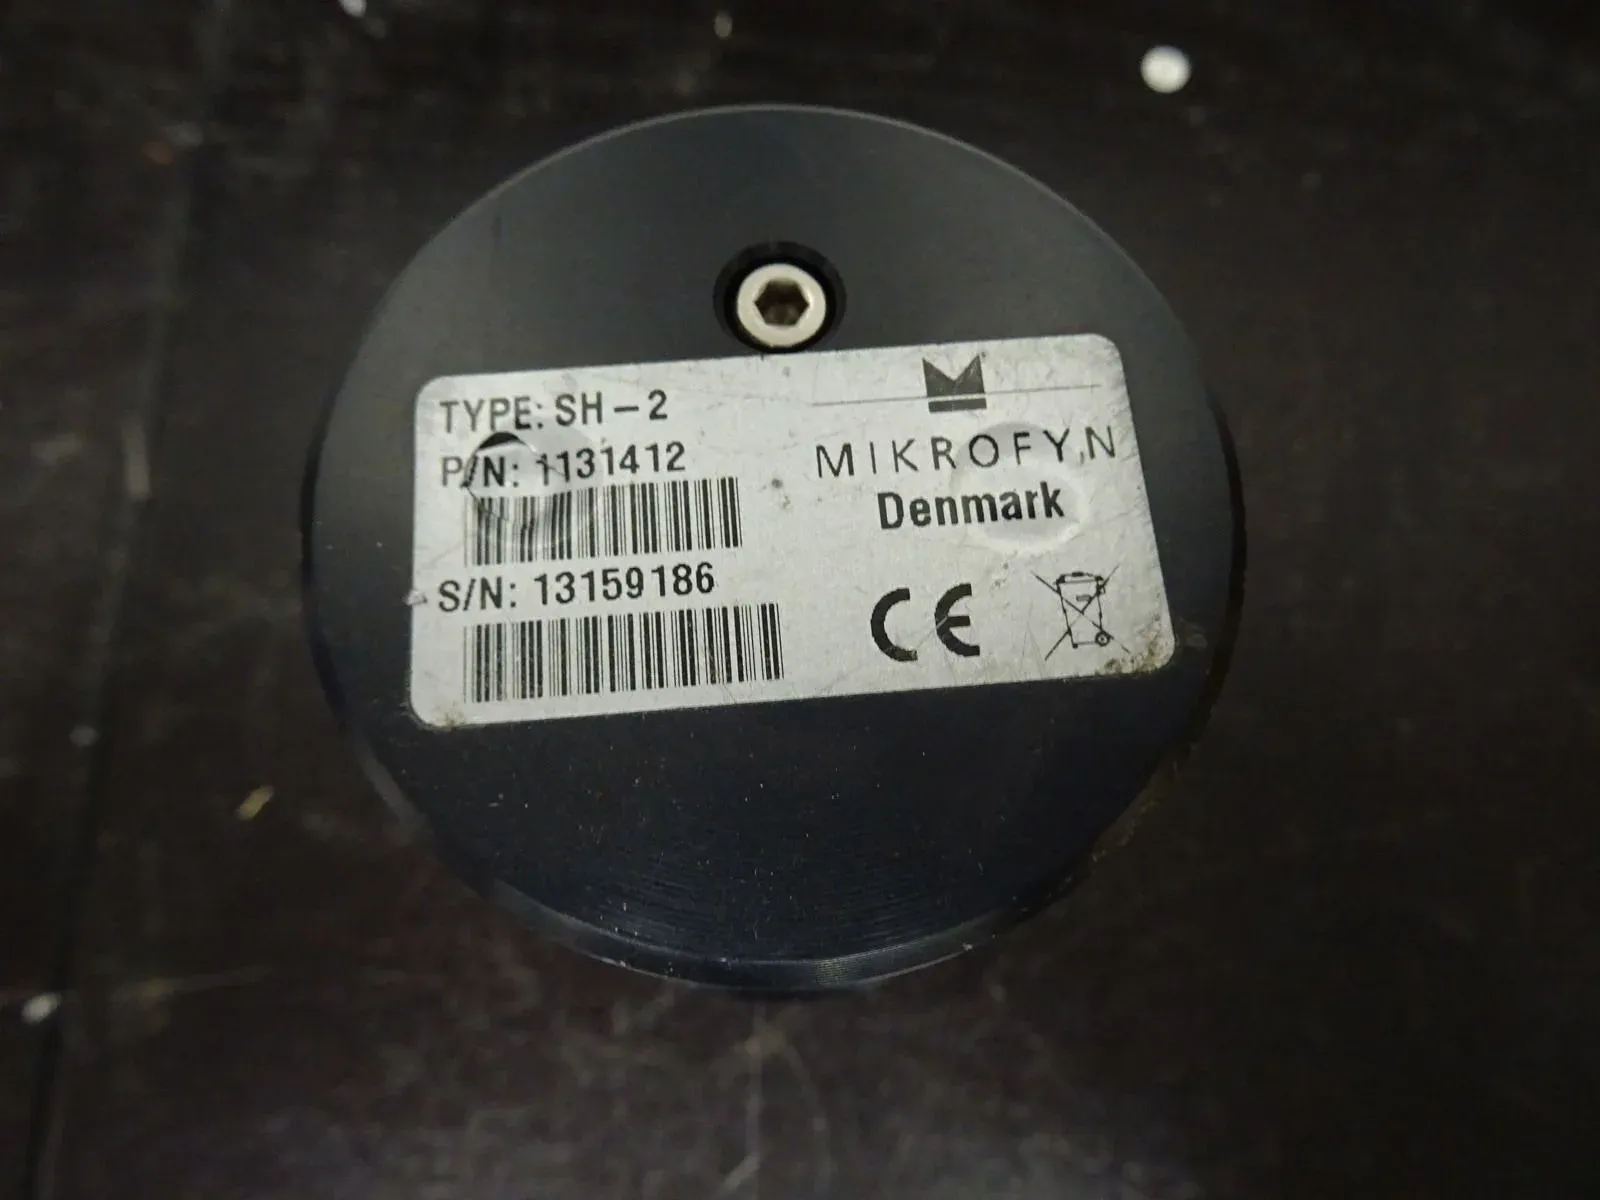 TYPE: SH-2
P/N: 1131412
S/N: 13159186
MIKROFYN
Denmark
CE